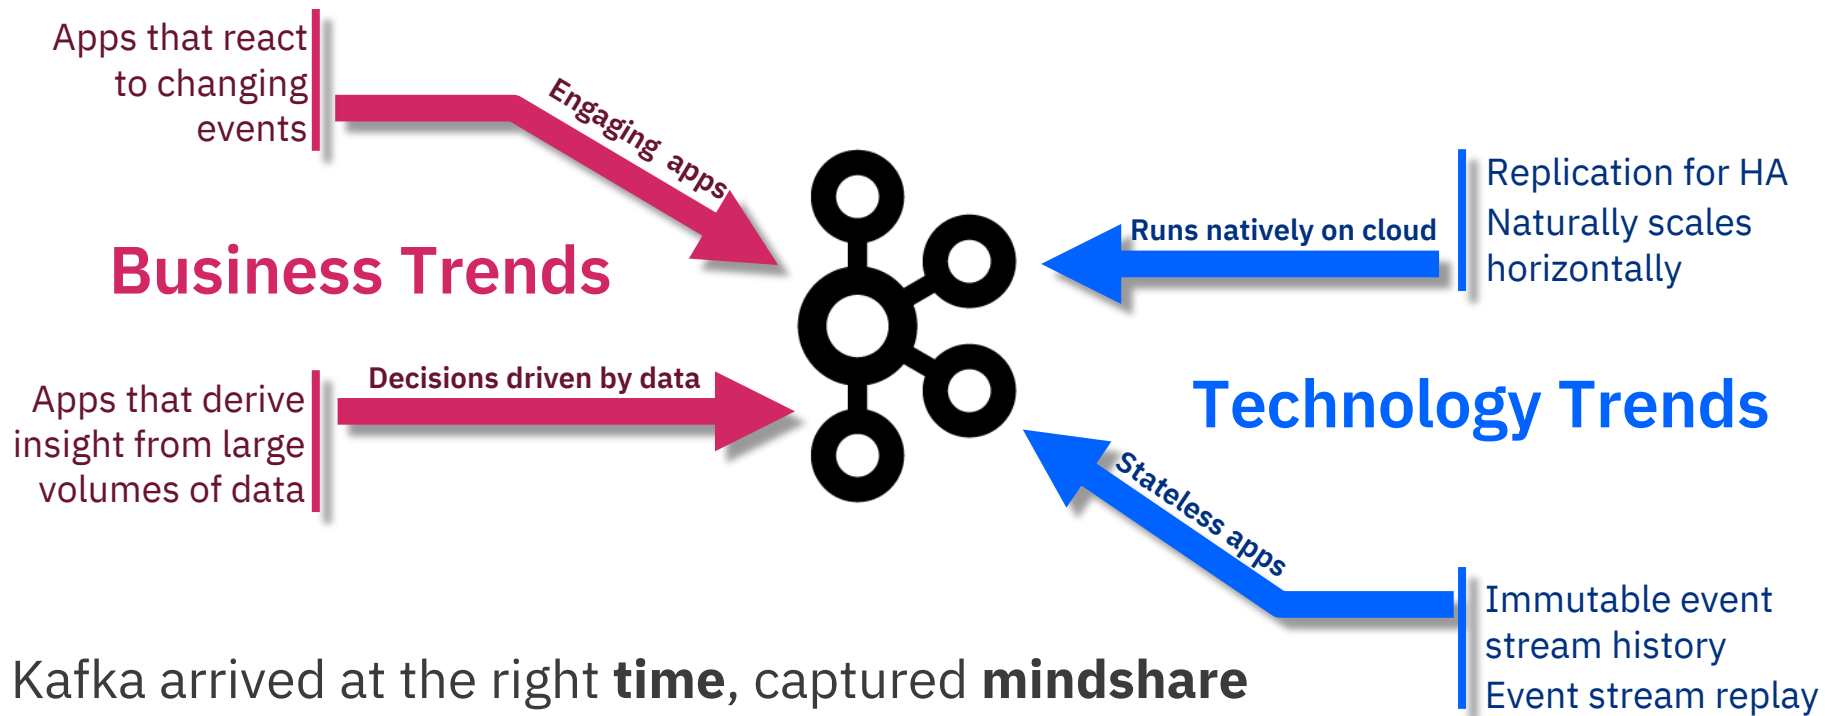 Apps that react
to changing
events
Engaging apps
Business Trends
Decisions driven by data
Apps that derive
insight from large
volumes of data
Runs natively on cloud
Replication for HA
Naturally scales
horizontally
Technology Trends
Stateless apps
Immutable event
stream history
Event stream replay
Kafka arrived at the right time, captured mindshare